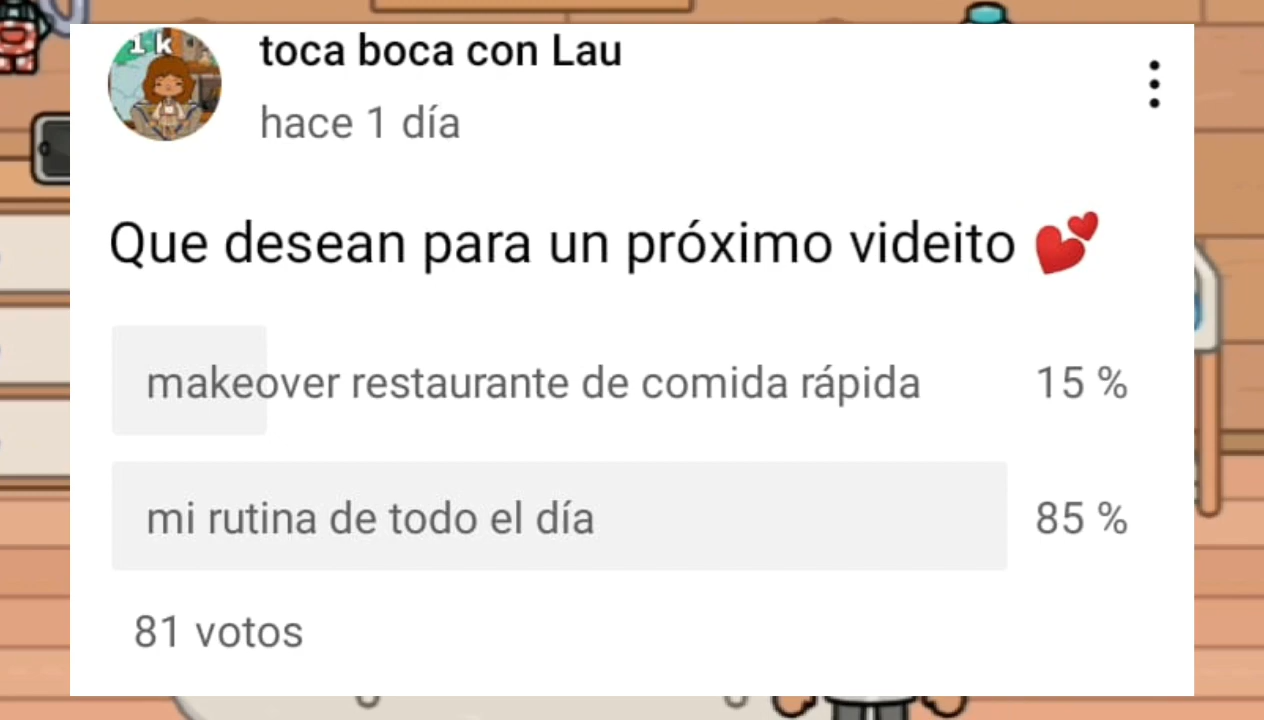 1 k
toca boca con Lau
hace 1 día
Que desean para un próximo videito 💕
makeover restaurante de comida rápida 15 %
mi rutina de todo el día 85 %
81 votos